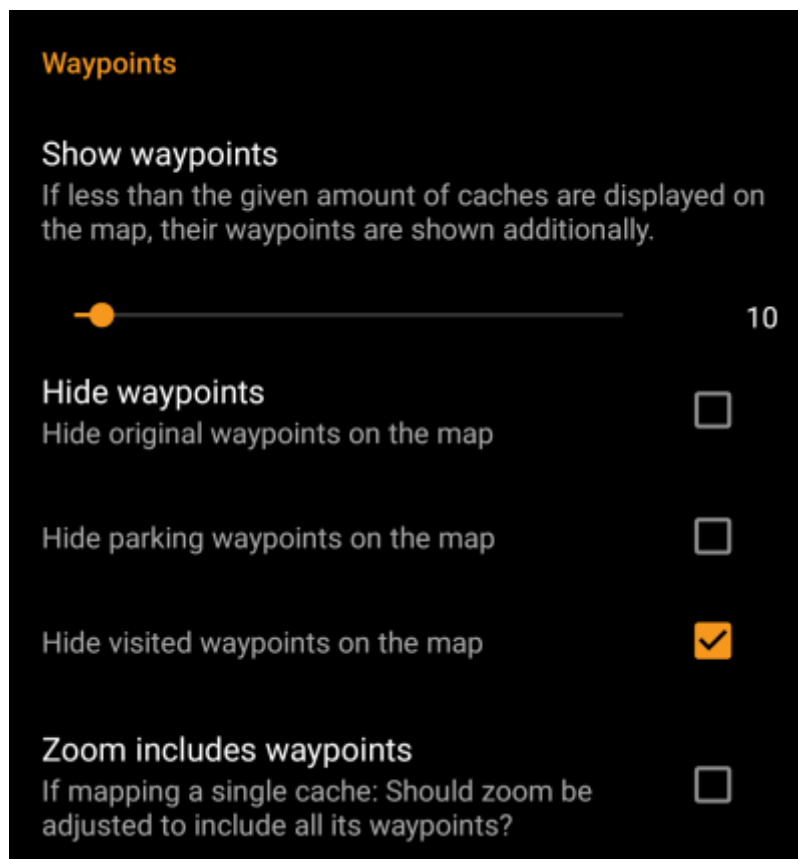 Waypoints
Show waypoints
If less than the given amount of caches are displayed on
the map, their waypoints are shown additionally.
10
Hide waypoints
Hide original waypoints on the map
Hide parking waypoints on the map
Hide visited waypoints on the map
Zoom includes waypoints
If mapping a single cache: Should zoom be
adjusted to include all its waypoints?